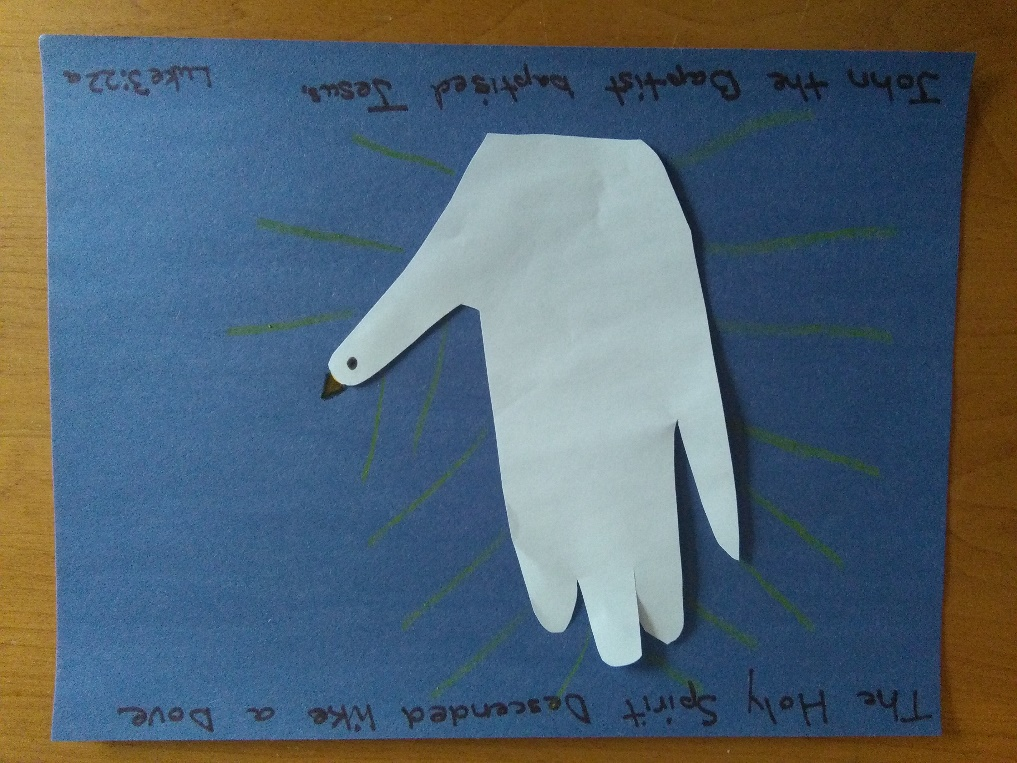 The Holy Spirit Descended like a Dove
John the Baptist baptised Jesus. Luke 3:22a